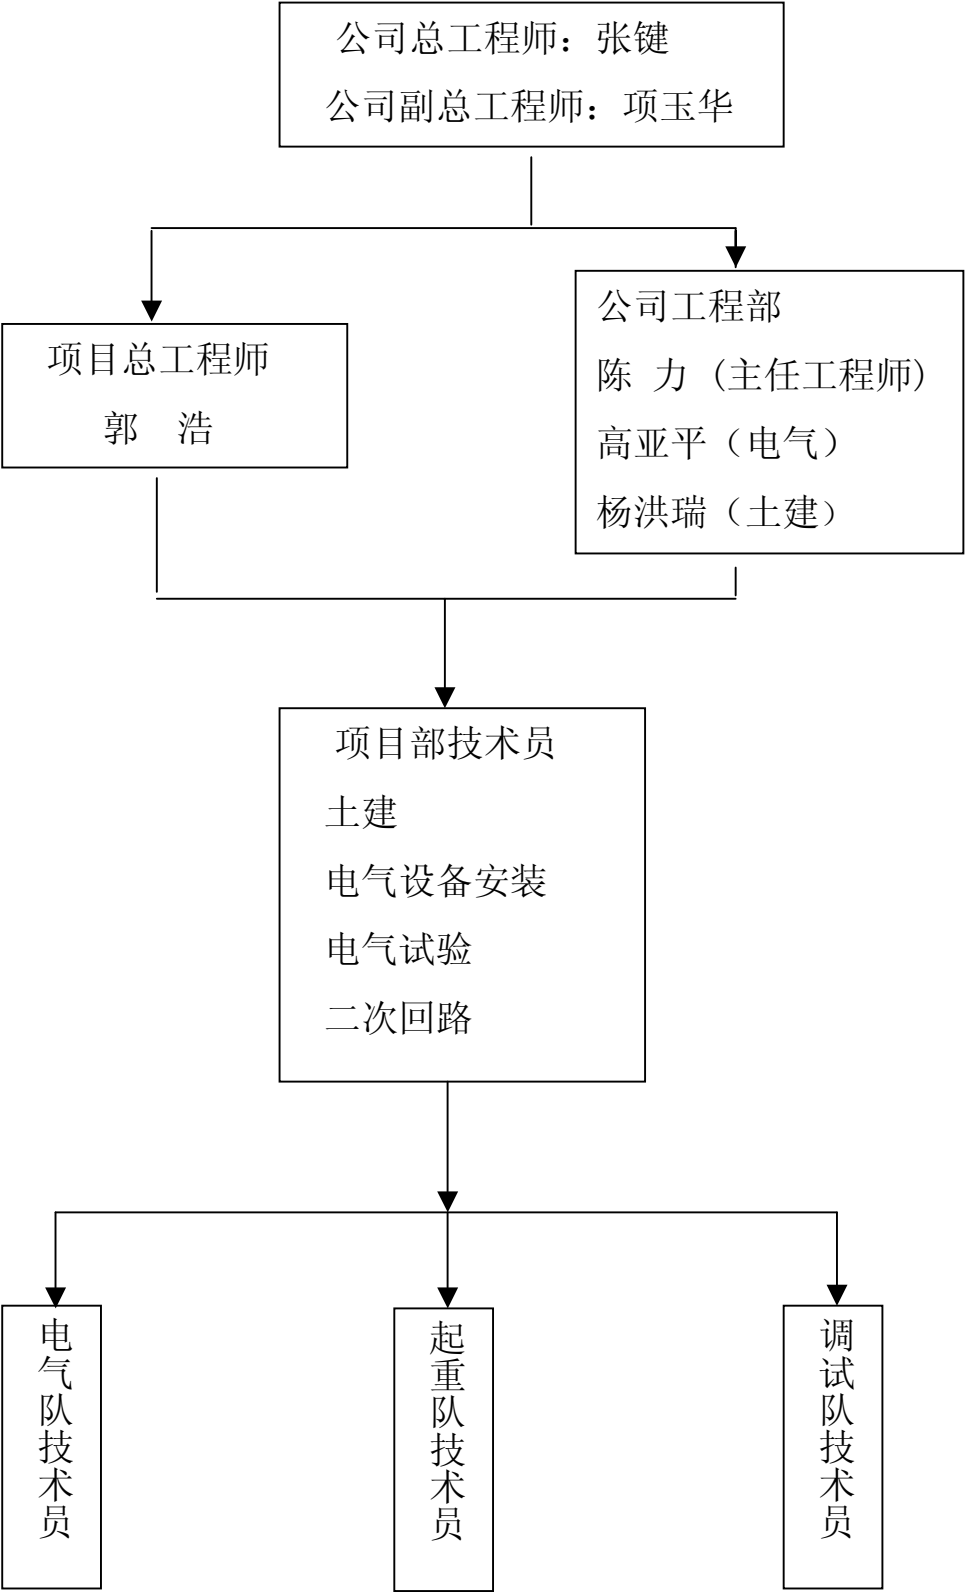 公司总工程师：张键
公司副总工程师：项玉华
项目总工程师
郭　浩
公司工程部
陈 力 (主任工程师)
高亚平（电气）
杨洪瑞（土建）
项目部技术员
土建
电气设备安装
电气试验
二次回路
电气队技术员
起重队技术员
调试队技术员